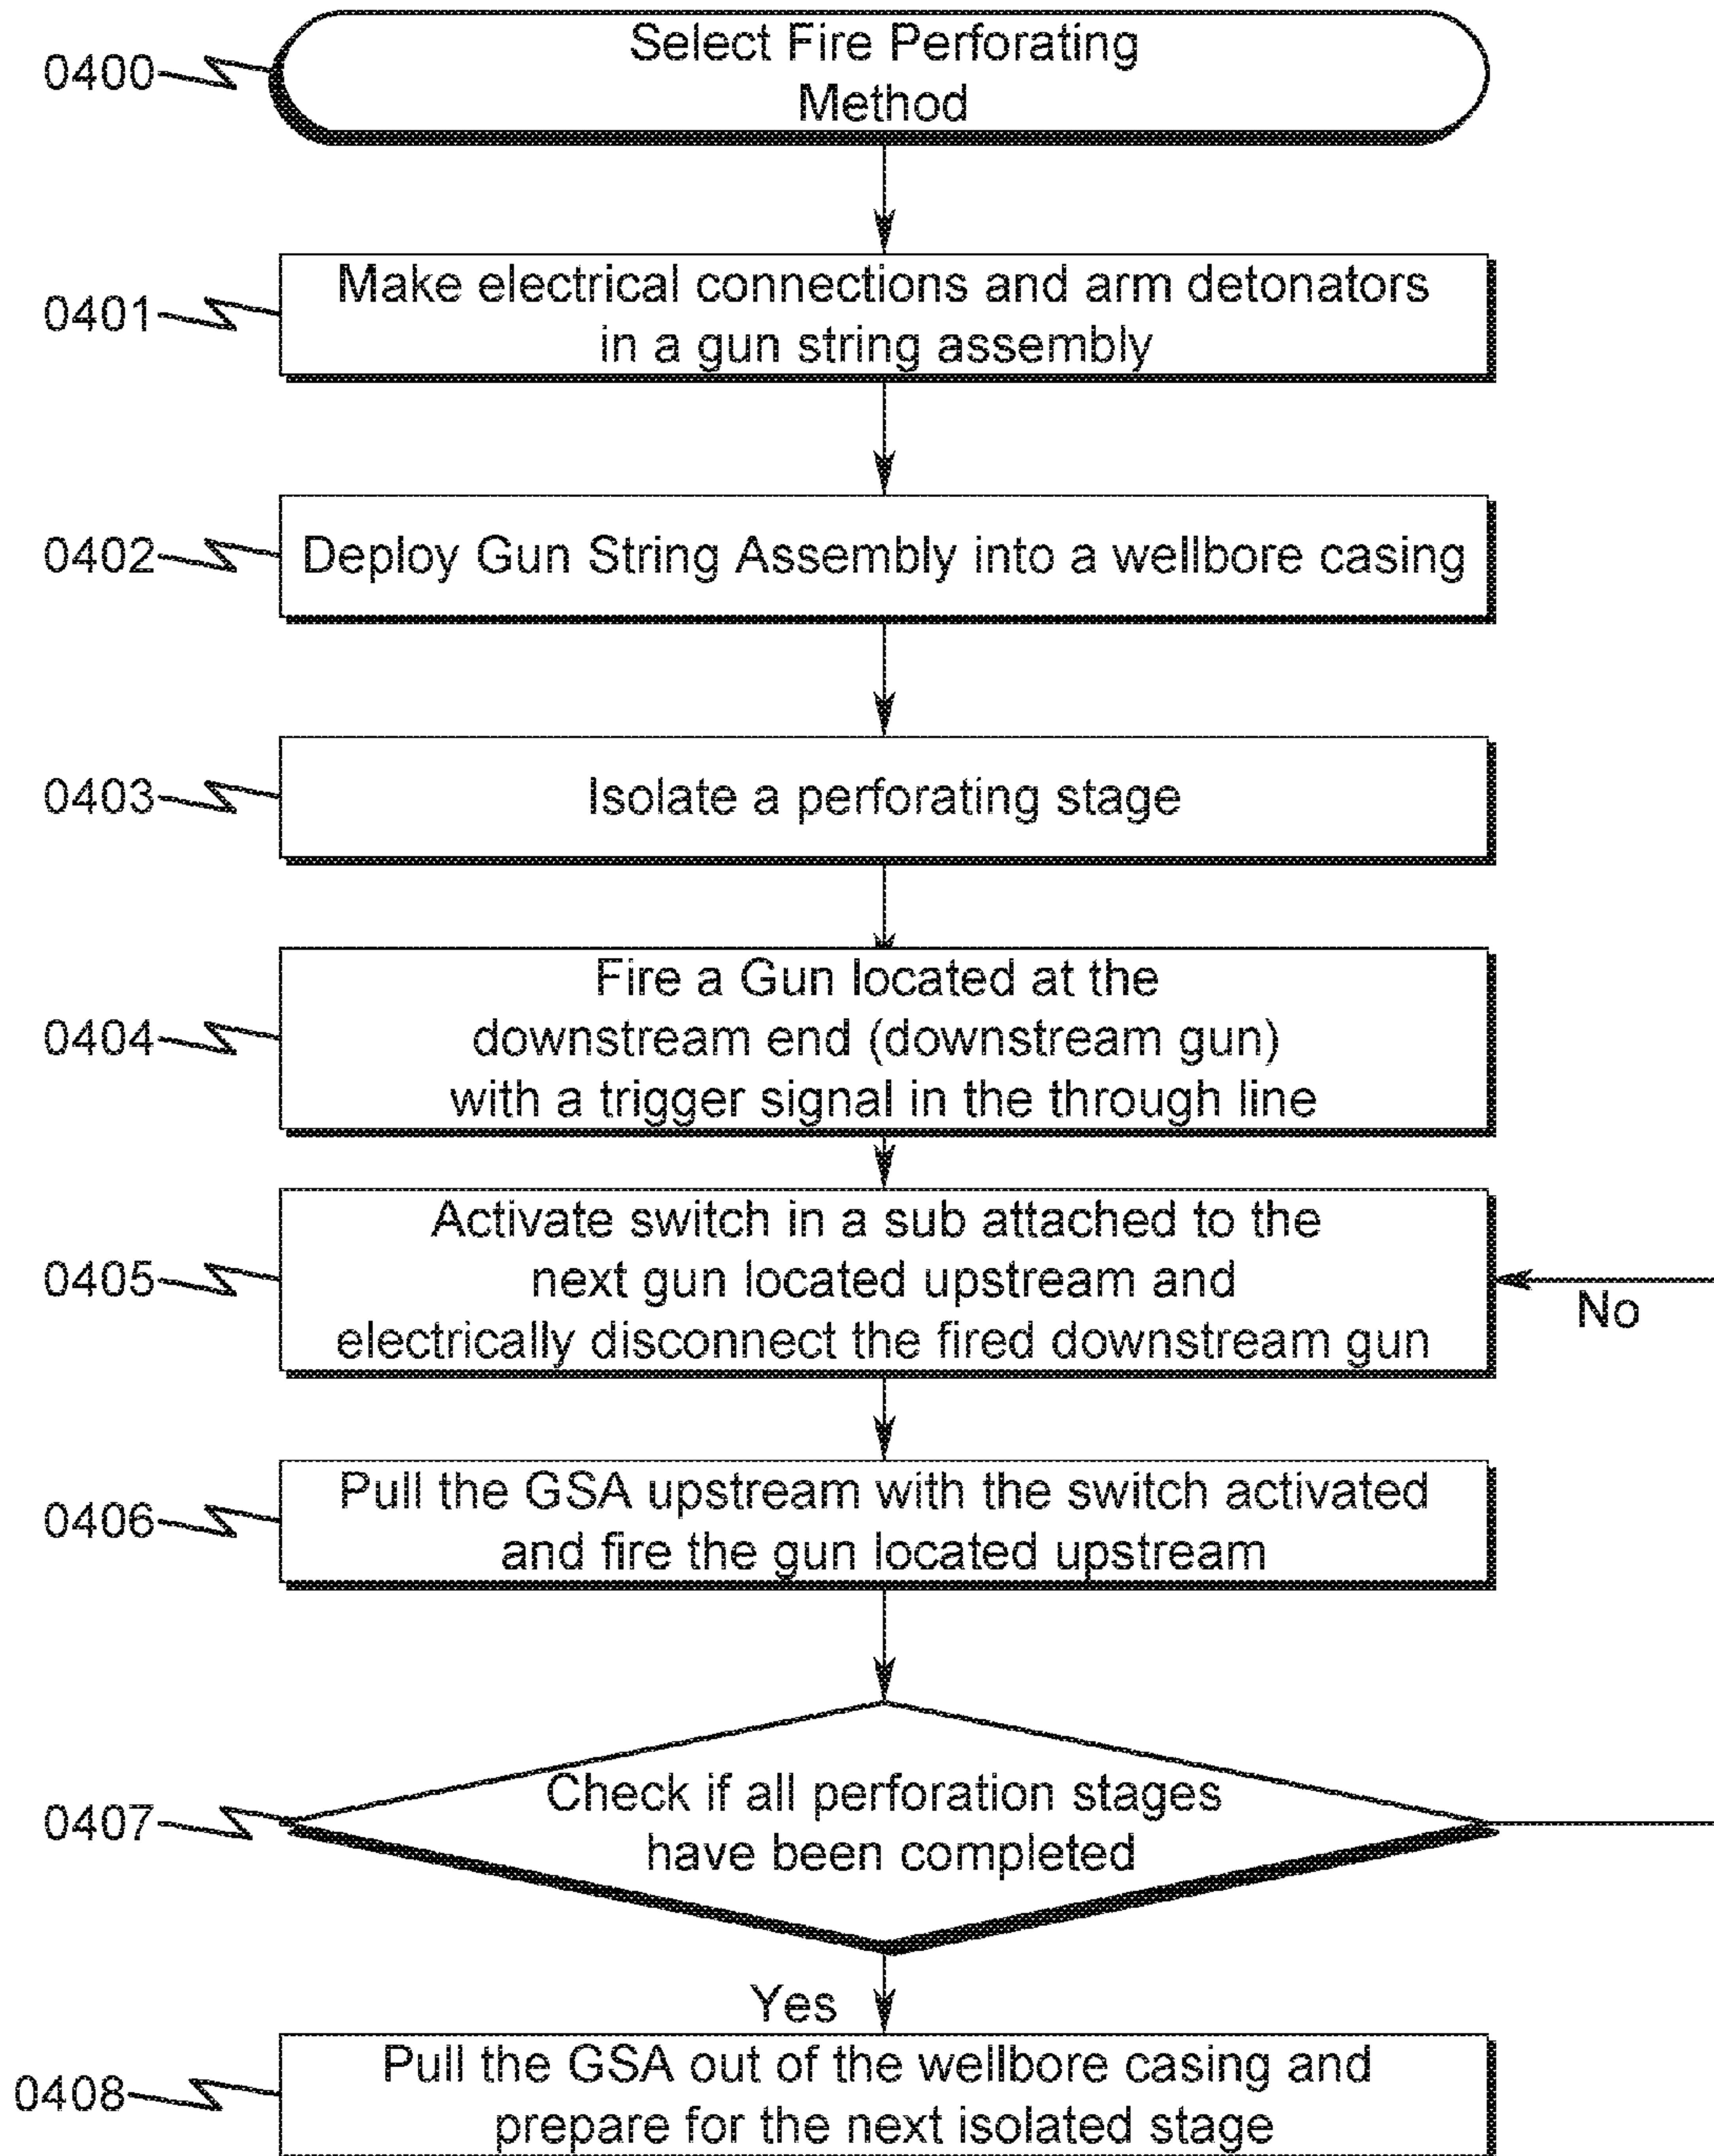 0400
Select Fire Perforating
Method
0401
Make electrical connections and arm detonators
in a gun string assembly
0402
Deploy Gun String Assembly into a wellbore casing
0403
Isolate a perforating stage
0404
Fire a Gun located at the
downstream end (downstream gun)
with a trigger signal in the through line
0405
Activate switch in a sub attached to the
next gun located upstream and
electrically disconnect the fired downstream gun
No
0406
Pull the GSA upstream with the switch activated
and fire the gun located upstream
0407
Check if all perforation stages
have been completed
Yes
0408
Pull the GSA out of the wellbore casing and
prepare for the next isolated stage